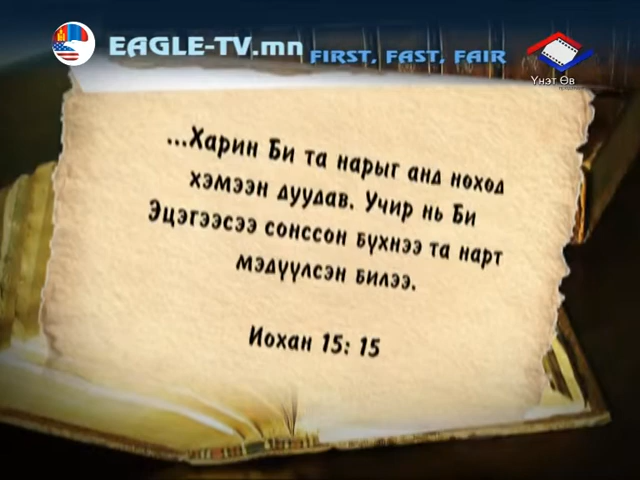 EAGLE-TV.mn FIRST, FAST, FAIR
Үнэт Өв
...Харин Би та нарыг анд нөхөд
хэмээн дуудав. Учир нь Би
Эцэгээсээ сонссон бүхнээ та нарт
мэдүүлсэн билээ.
Иохан 15: 15